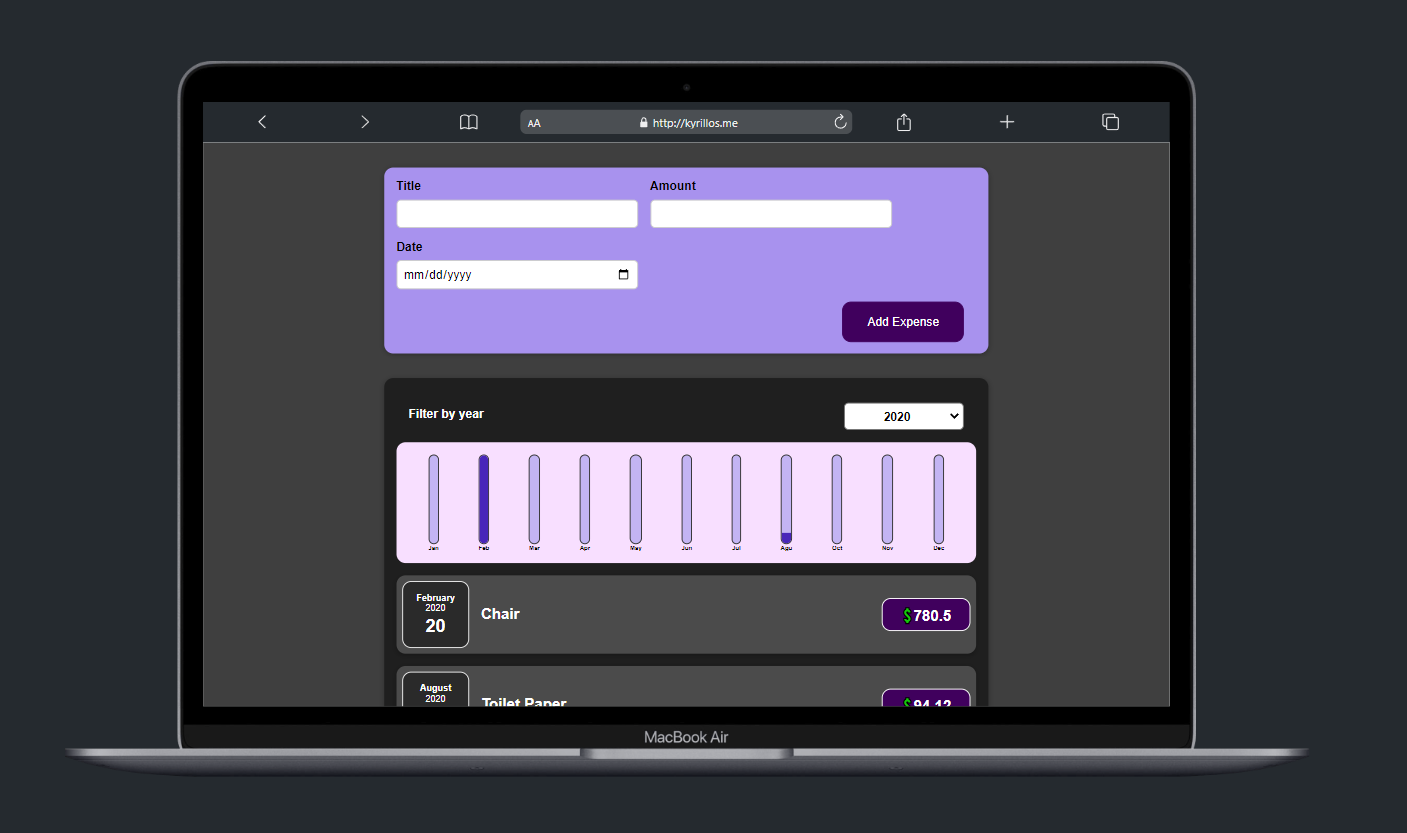 AA
http://kyrillos.me
Title
Amount
Date
mm/dd/yyyy
Add Expense
Filter by year
2020
Jan Feb Mar Apr May Jun Jul Agu Oct Nov Dec
February
2020
20
Chair
$780.5
August
2020
Toilet Paper
$94.12
MacBook Air